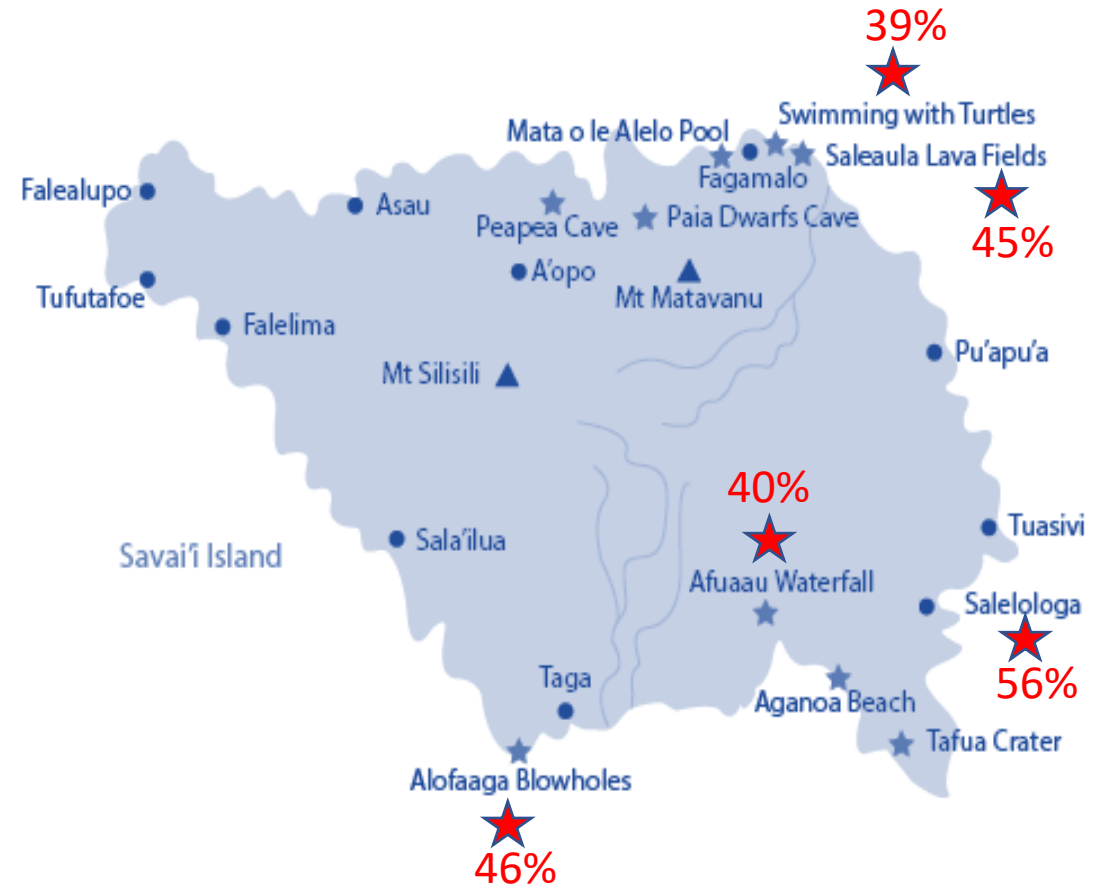 39%
Swimming with Turtles
Mata o le Alelo Pool
Saleaula Lava Fields
Fagamalo
Falealupo
Asau
Peapea Cave
Paia Dwarfs Cave
45%
A'opo
Tufutafoe
Mt Matavanu
Falelima
Pu'apu'a
Mt Silisili
40%
Tuasivi
Sala'ilua
Savai'i Island
Afuaau Waterfall
Salelologa
Taga
56%
Aganoa Beach
Tafua Crater
Alofaaga Blowholes
46%